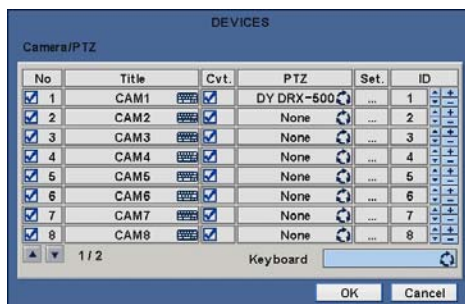 DEVICES
Camera/PTZ
No Title Cvt. PTZ Set. ID
1 CAM1 DY DRX-500 ... 1
2 CAM2 None ... 2
3 CAM3 None ... 3
4 CAM4 None ... 4
5 CAM5 None ... 5
6 CAM6 None ... 6
7 CAM7 None ... 7
8 CAM8 None ... 8
1/2 Keyboard
OK Cancel